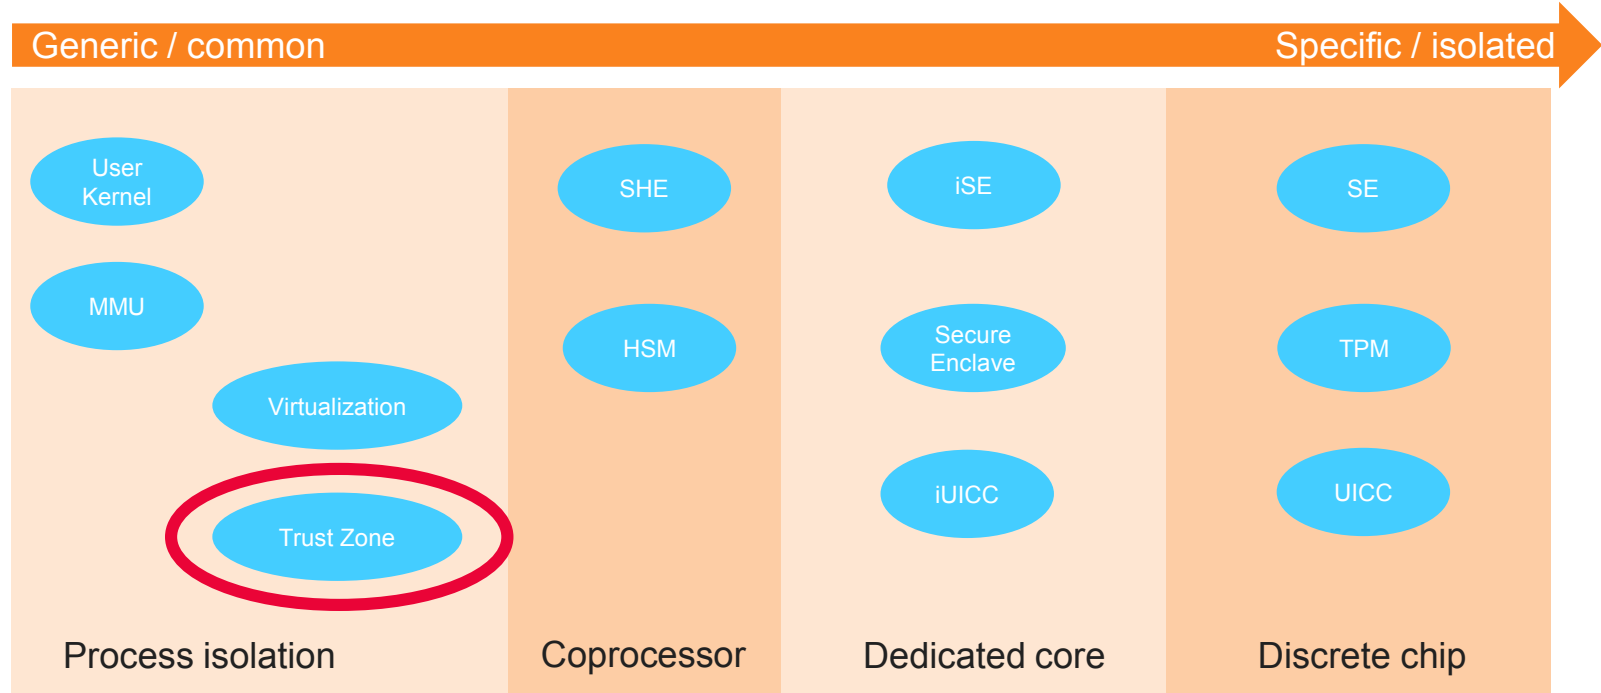 Generic / common
Specific / isolated
User
Kernel
MMU
Virtualization
Trust Zone
Process isolation
SHE
HSM
Coprocessor
iSE
Secure
Enclave
iUICC
Dedicated core
SE
TPM
UICC
Discrete chip